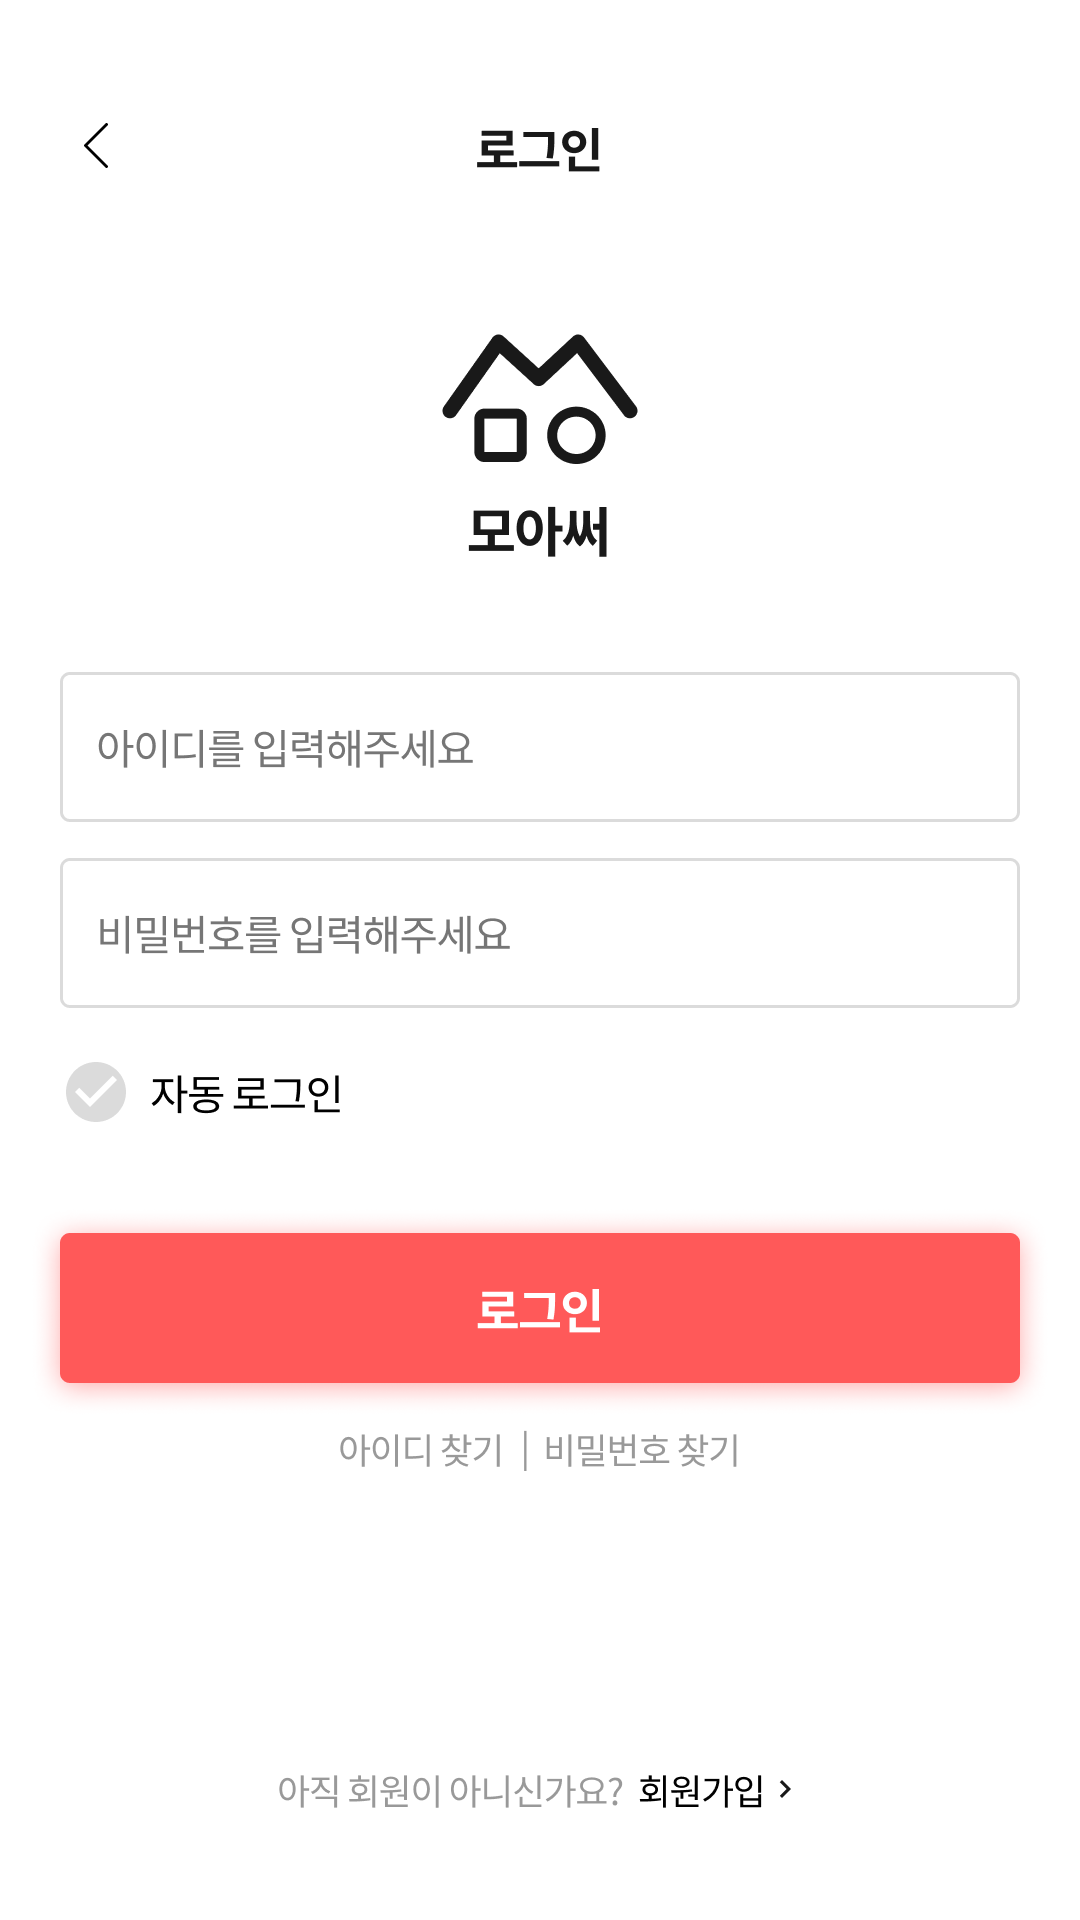 로그인
모아써
아이디를 입력해주세요
비밀번호를 입력해주세요
자동 로그인
로그인
아이디 찾기 | 비밀번호 찾기
아직 회원이 아니신가요? 회원가입 >